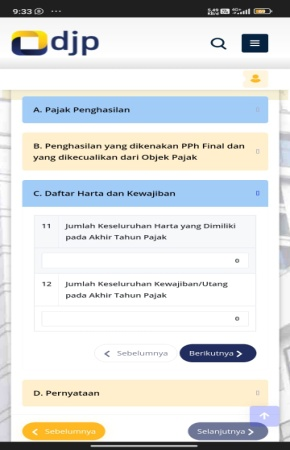 9:33
djp
A. Pajak Penghasilan
B. Penghasilan yang dikenakan PPh Final dan
yang dikecualikan dari Objek Pajak
C. Daftar Harta dan Kewajiban
11 Jumlah Keseluruhan Harta yang Dimiliki
pada Akhir Tahun Pajak
0
12 Jumlah Keseluruhan Kewajiban/Utang
pada Akhir Tahun Pajak
0
Sebelumnya Berikutnya
D. Pernyataan
Sebelumnya Selanjutnya